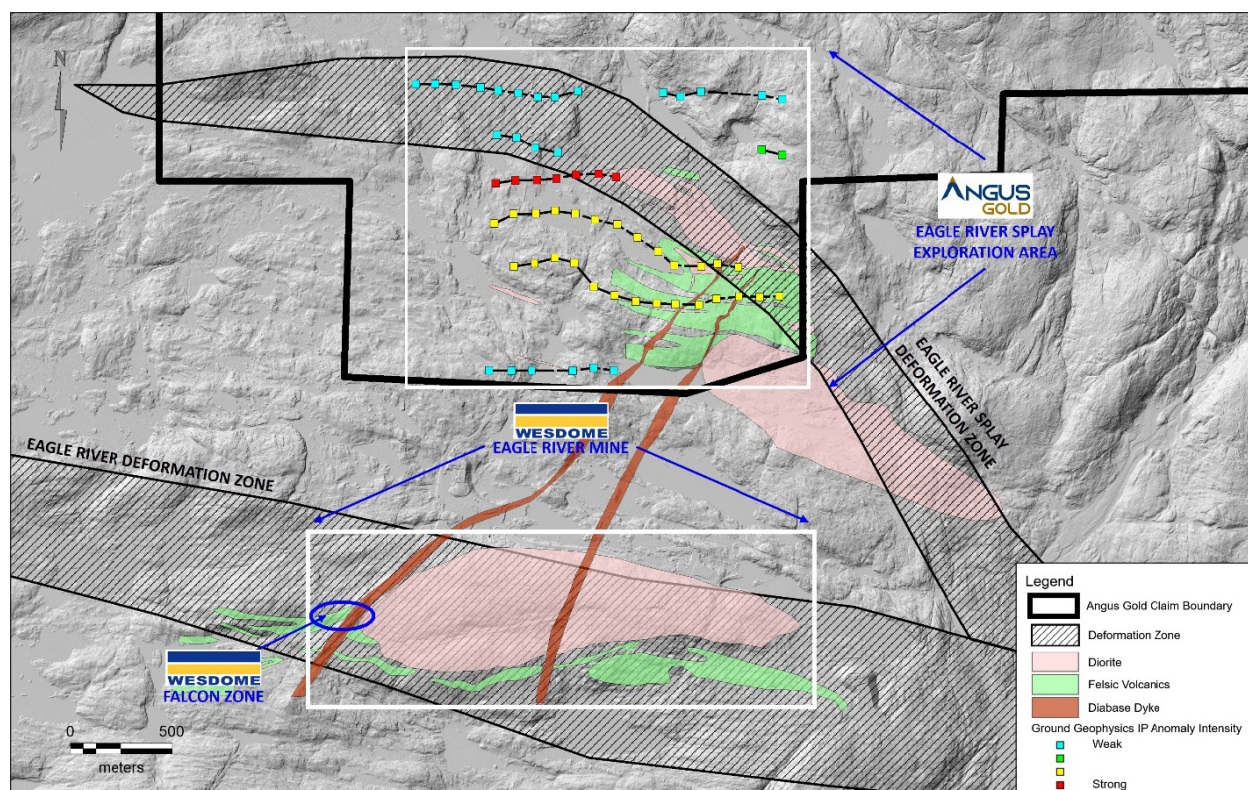 N
ANGUS
GOLD
EAGLE RIVER SPLAY
EXPLORATION AREA
EAGLE RIVER SPLAY
DEFORMATION ZONE
WESDOME
EAGLE RIVER MINE
EAGLE RIVER DEFORMATION ZONE
WESDOME
FALCON ZONE
0 500
meters
Legend
Angus Gold Claim Boundary
Deformation Zone
Diorite
Felsic Volcanics
Diabase Dyke
Ground Geophysics IP Anomaly Intensity
Weak
Strong